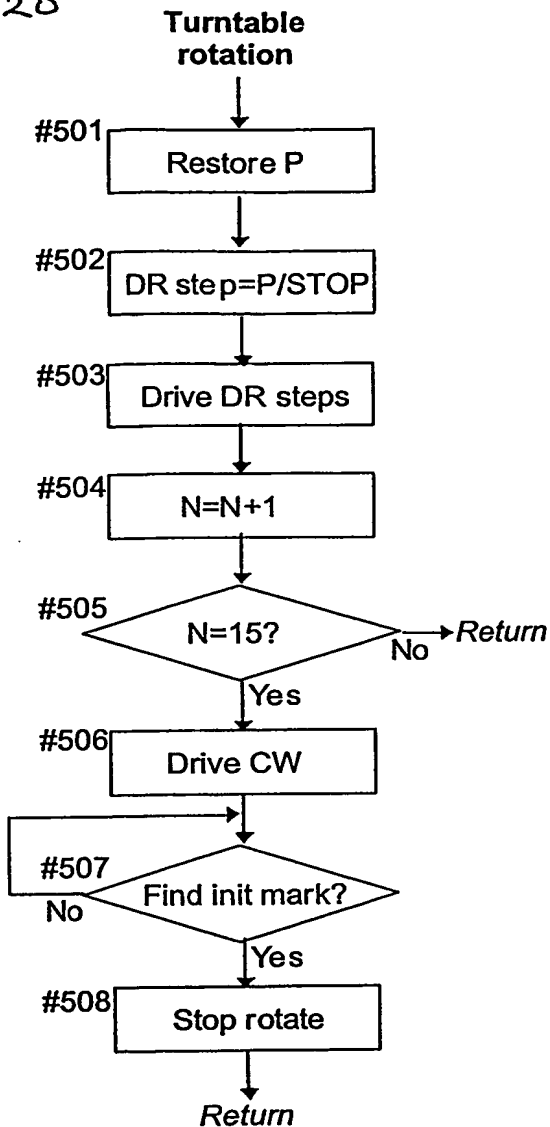 28
Turntable
rotation
#501
Restore P
#502
DR step=P/STOP
#503
Drive DR steps
#504
N=N+1
#505
N=15?
No
Return
Yes
#506
Drive CW
#507
Find init mark?
No
Yes
#508
Stop rotate
Return